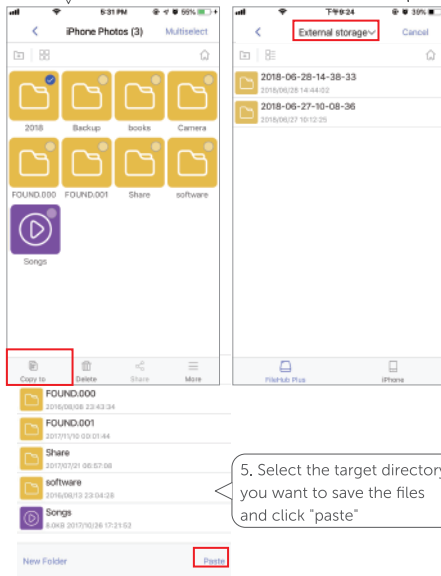 5:31 PM
55%
iPhone Photos (3)
Multiselect
2018
Backup
books
Camera
FOUND.000
FOUND.001
Share
software
Songs
Copy to
Delete
Share
More
下午9:24
39%
External storage
Cancel
2018-06-28-14-38-33
2018/06/28 14:44:02
2018-06-27-10-08-36
2018/06/27 10:12:25
FileHub Plus
iPhone
FOUND.000
2016/08/08 23:43:34
FOUND.001
2017/11/10 00:01:44
Share
2017/07/21 06:57:08
software
2016/08/13 23:04:28
Songs
8.0KB 2017/10/26 17:21:52
New Folder
Paste
5. Select the target directory
you want to save the files
and click "paste"